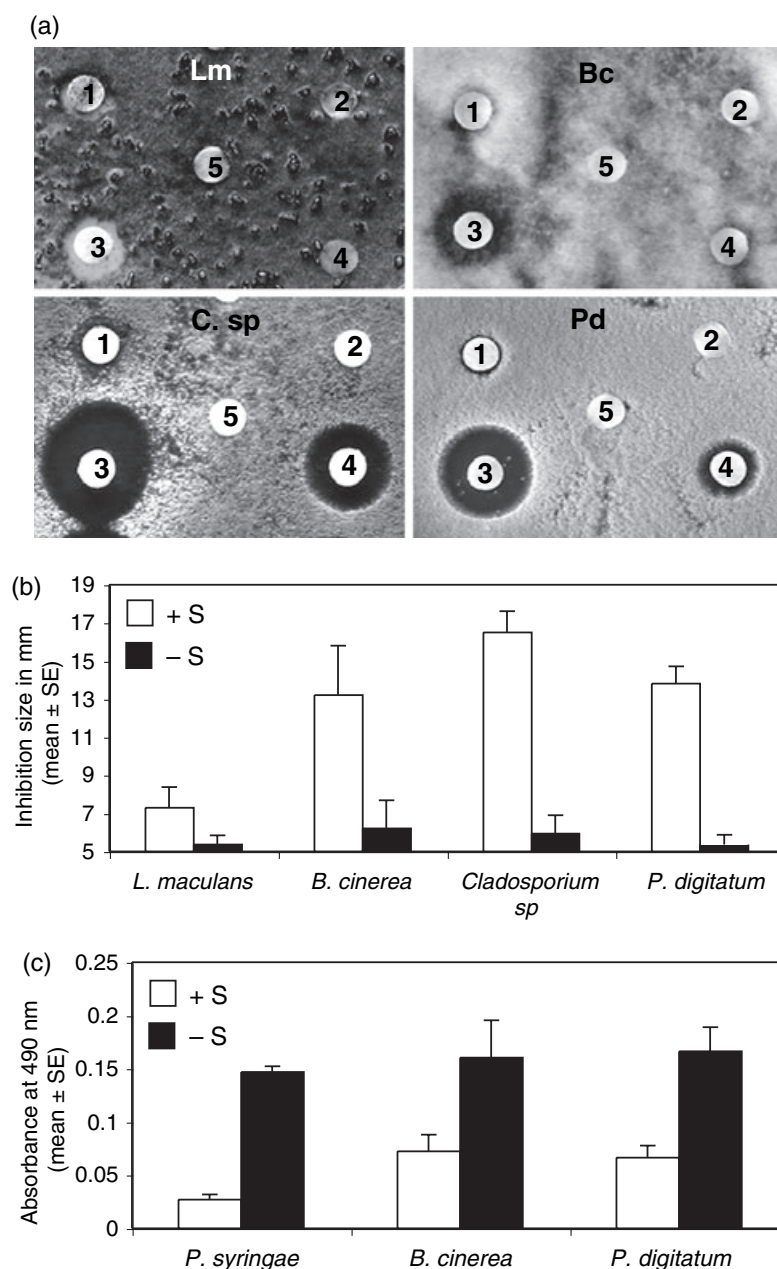 (a)
Lm
1
2
5
3
4
Bc
1
2
5
3
4
C. sp
1
2
5
3
4
Pd
1
2
5
3
4
(b)
Inhibition size in mm
(mean ± SE)
19
17
15
13
11
9
7
5
+ S
– S
L. maculans
B. cinerea
Cladosporium
sp
P. digitatum
(c)
Absorbance at 490 nm
(mean ± SE)
0.25
0.2
0.15
0.1
0.05
0
+ S
– S
P. syringae
B. cinerea
P. digitatum